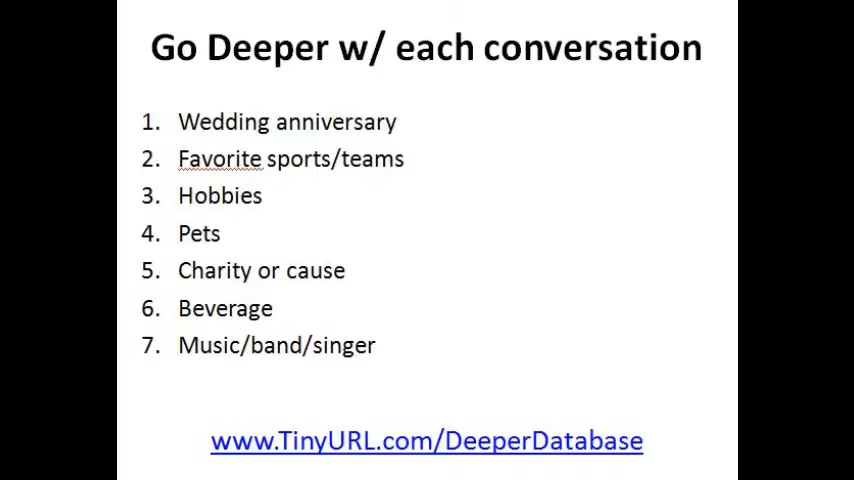 Go Deeper w/ each conversation
1. Wedding anniversary
2. Favorite sports/teams
3. Hobbies
4. Pets
5. Charity or cause
6. Beverage
7. Music/band/singer
www.TinyURL.com/DeeperDatabase